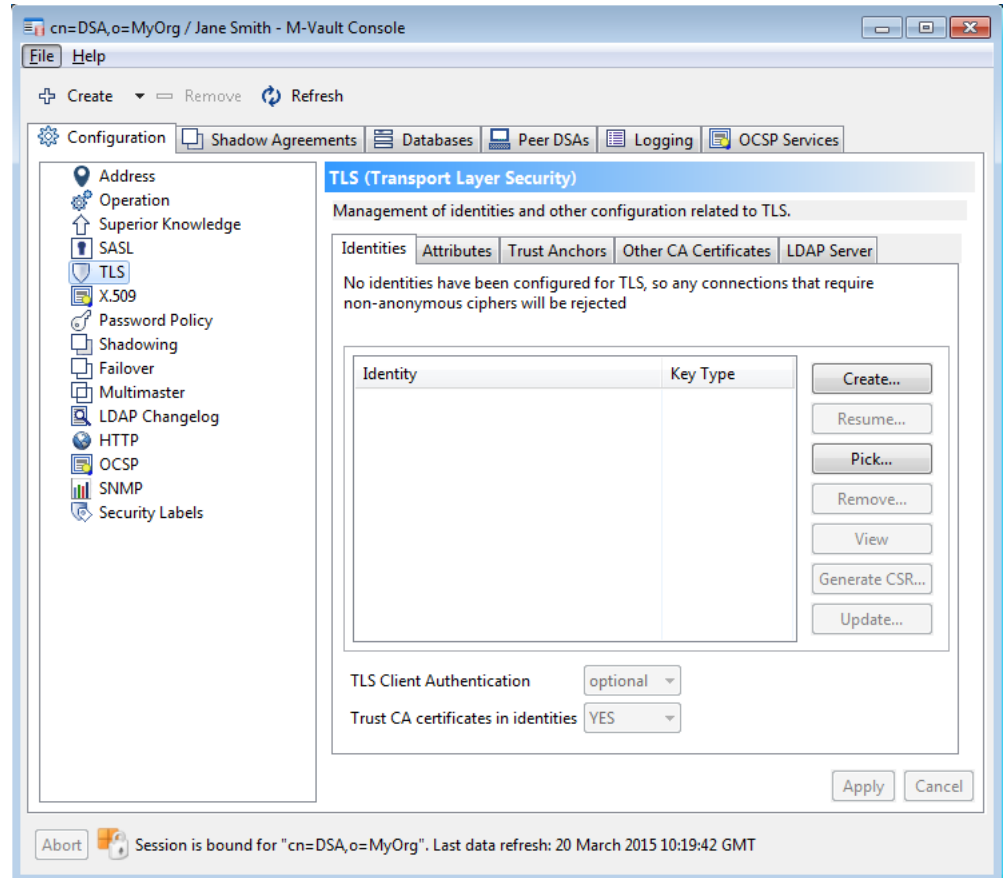 cn=DSA,o=MyOrg / Jane Smith - M-Vault Console
File Help
Create Remove Refresh
Configuration Shadow Agreements Databases Peer DSAs Logging OCSP Services
Address
Operation
Superior Knowledge
SASL
TLS
X.509
Password Policy
Shadowing
Failover
Multimaster
LDAP Changelog
HTTP
OCSP
SNMP
Security Labels
TLS (Transport Layer Security)
Management of identities and other configuration related to TLS.
Identities Attributes Trust Anchors Other CA Certificates LDAP Server
No identities have been configured for TLS, so any connections that require
non-anonymous ciphers will be rejected
Identity Key Type
Create...
Resume...
Pick...
Remove...
View
Generate CSR...
Update...
TLS Client Authentication optional
Trust CA certificates in identities YES
Apply Cancel
Abort Session is bound for "cn=DSA,o=MyOrg". Last data refresh: 20 March 2015 10:19:42 GMT